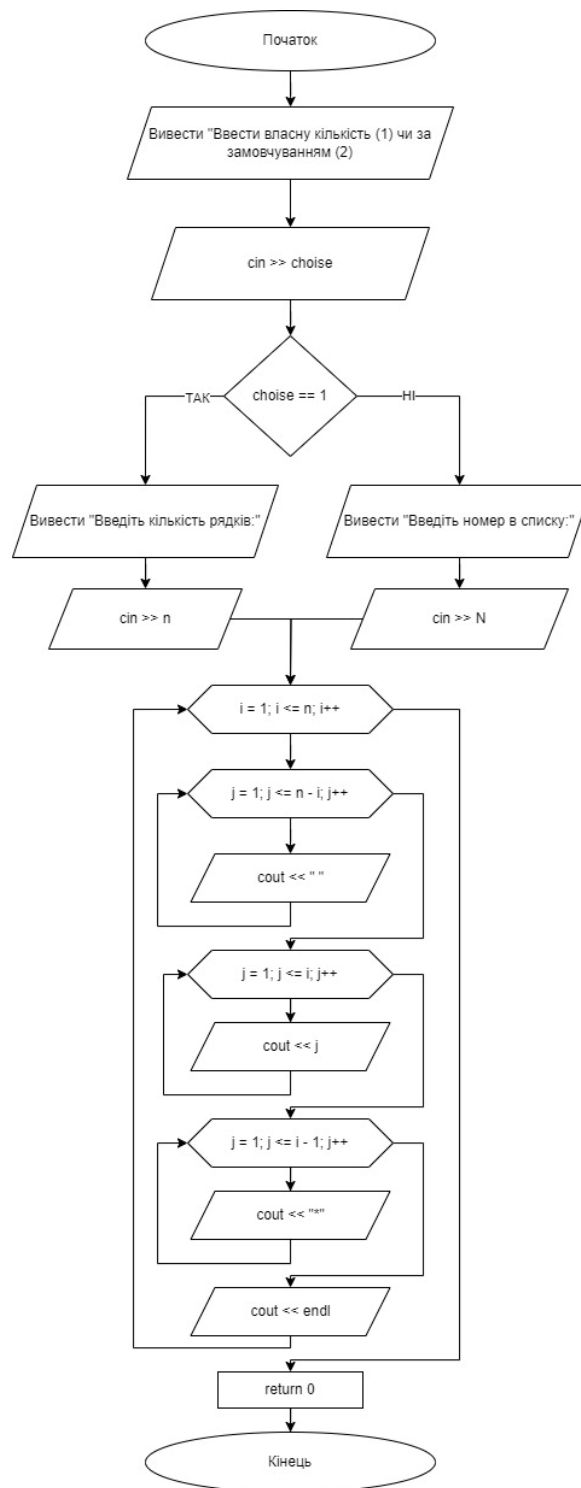 Початок
Вивести "Ввести власну кількість (1) чи за
замовчуванням (2)
cin >> choise
choise == 1
ТАК
НІ
Вивести "Введіть кількість рядків:"
Вивести "Введіть номер в списку:"
cin >> n
cin >> N
i = 1; i <= n; i++
j = 1; j <= n - i; j++
cout << " "
j = 1; j <= i; j++
cout << j
j = 1; j <= i - 1; j++
cout << "*"
cout << endl
return 0
Кінець